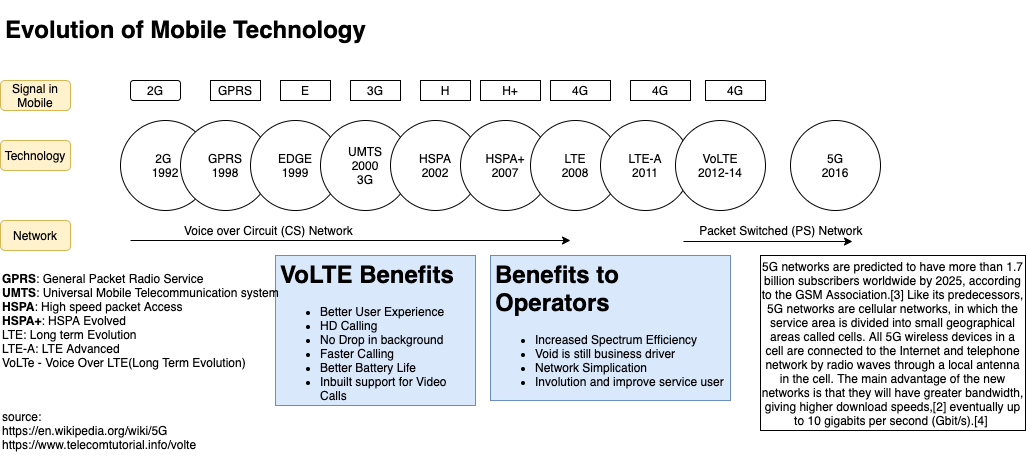 Evolution of Mobile Technology
Signal in
Mobile
2G
GPRS
E
3G
H
H+
4G
4G
4G
Technology
2G
1992
GPRS
1998
EDGE
1999
UMTS
2000
3G
HSPA
2002
HSPA+
2007
LTE
2008
LTE-A
2011
VoLTE
2012-14
5G
2016
Network
Voice over Circuit (CS) Network
Packet Switched (PS) Network
GPRS: General Packet Radio Service
UMTS: Universal Mobile Telecommunication system
HSPA: High speed packet Access
HSPA+: HSPA Evolved
LTE: Long term Evolution
LTE-A: LTE Advanced
VoLTe - Voice Over LTE(Long Term Evolution)
source:
https://en.wikipedia.org/wiki/5G
https://www.telecomtutorial.info/volte
VoLTE Benefits
• Better User Experience
• HD Calling
• No Drop in background
• Faster Calling
• Better Battery Life
• Inbuilt support for Video
Calls
Benefits to
Operators
• Increased Spectrum Efficiency
• Void is still business driver
• Network Simplication
• Involution and improve service user
5G networks are predicted to have more than 1.7
billion subscribers worldwide by 2025, according
to the GSM Association.[3] Like its predecessors,
5G networks are cellular networks, in which the
service area is divided into small geographical
areas called cells. All 5G wireless devices in a
cell are connected to the Internet and telephone
network by radio waves through a local antenna
in the cell. The main advantage of the new
networks is that they will have greater bandwidth,
giving higher download speeds,[2] eventually up
to 10 gigabits per second (Gbit/s).[4]